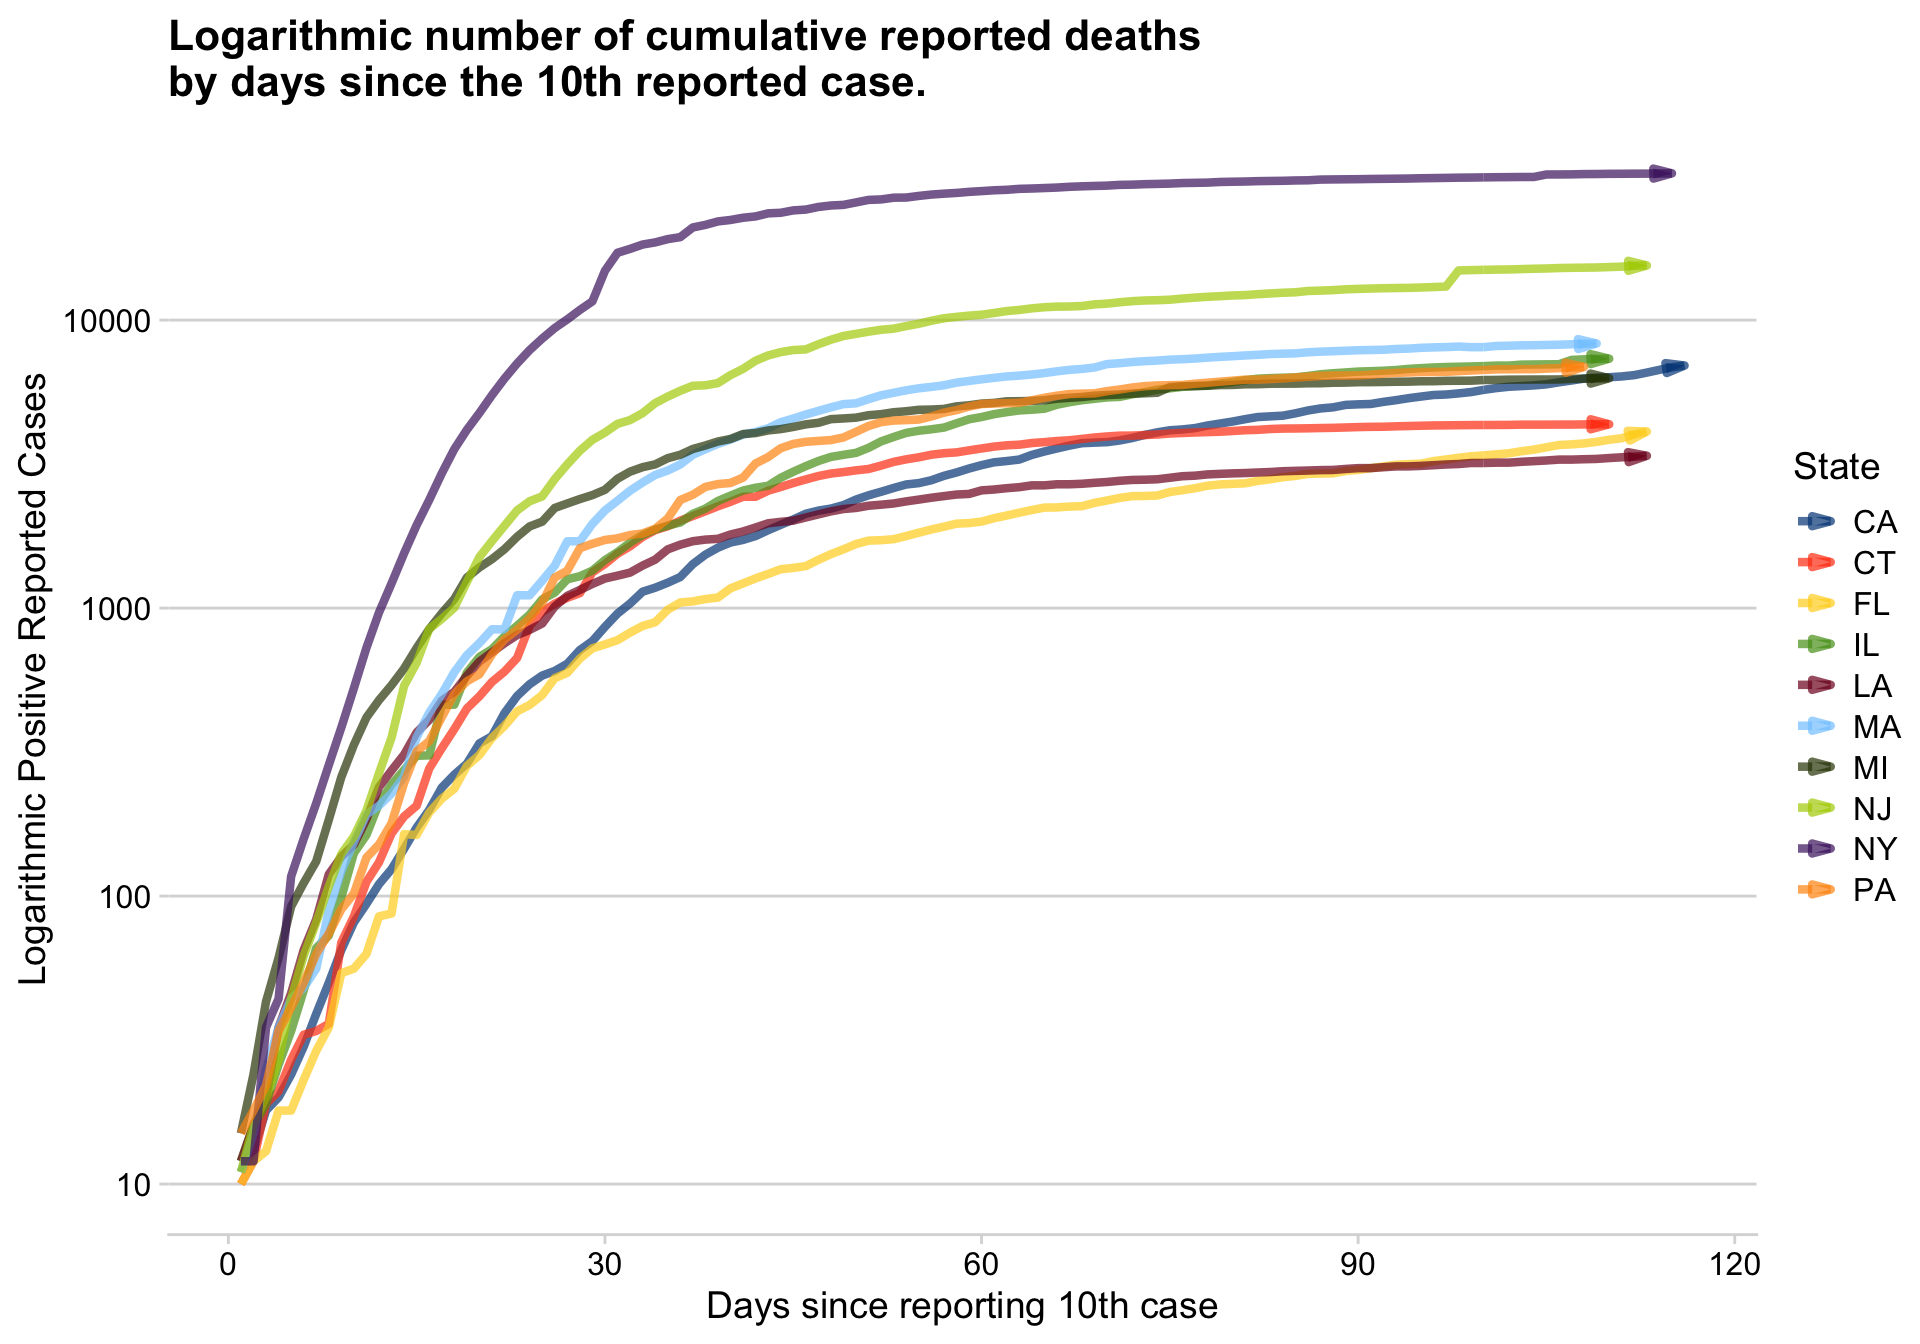 Logarithmic number of cumulative reported deaths
by days since the 10th reported case.
Logarithmic Positive Reported Cases
10000
1000
100
10
0
30
60
90
120
Days since reporting 10th case
State
CA
CT
FL
IL
LA
MA
MI
NJ
NY
PA